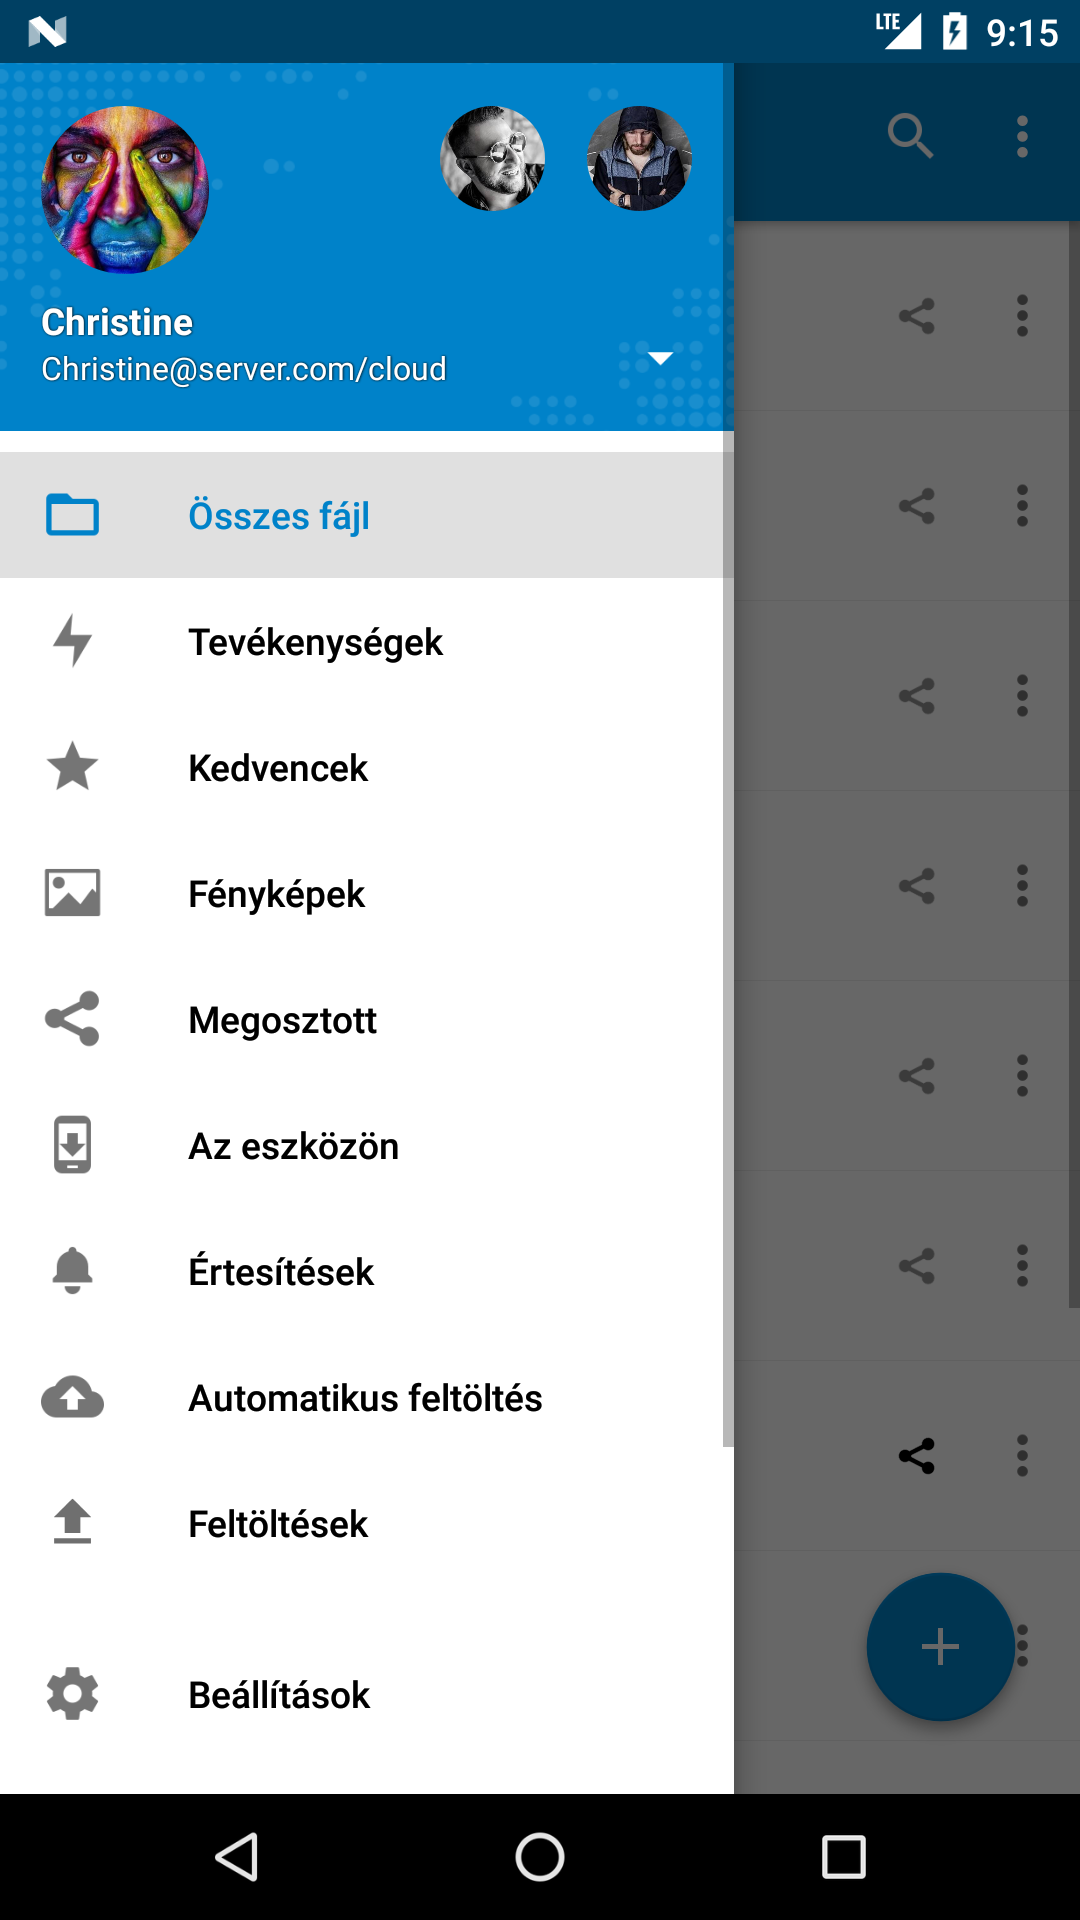 LTE 9:15
Christine
Christine@server.com/cloud
Összes fájl
Tevékenységek
Kedvencek
Fényképek
Megosztott
Az eszközön
Értesítések
Automatikus feltöltés
Feltöltések
Beállítások